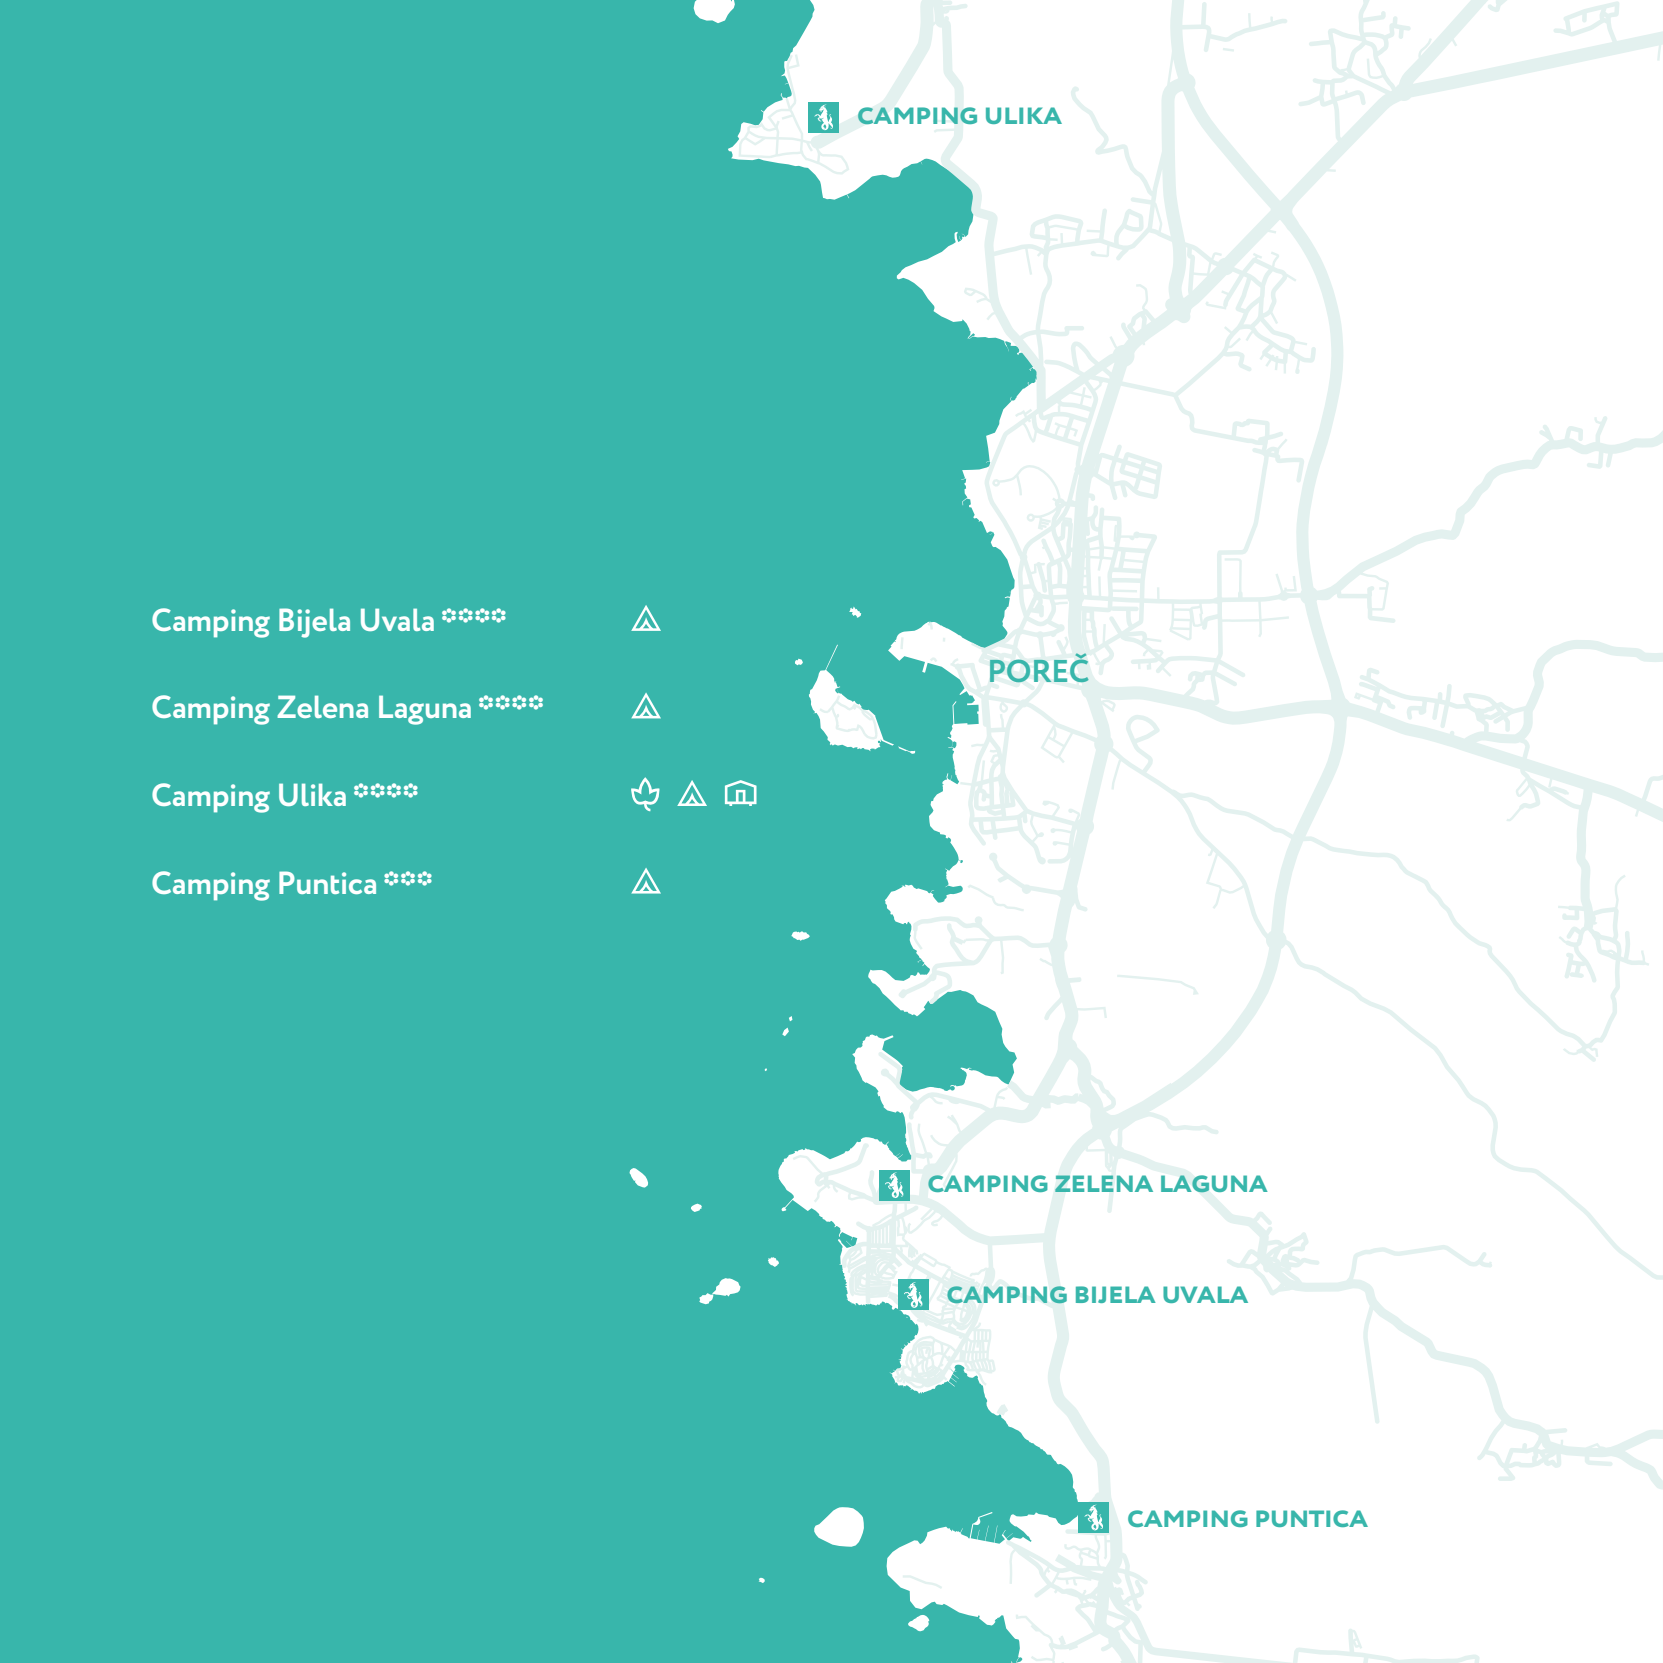 CAMPING ULIKA
Camping Bijela Uvala
Camping Zelena Laguna
Camping Ulika
Camping Puntica
POREČ
CAMPING ZELENA LAGUNA
CAMPING BIJELA UVALA
CAMPING PUNTICA